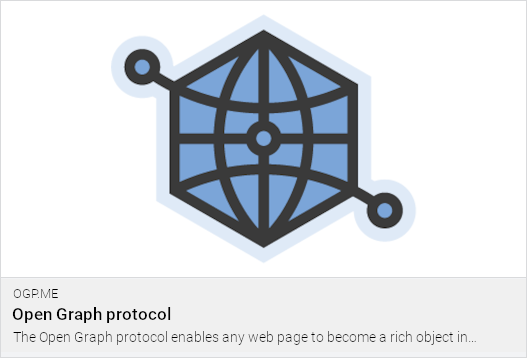 OGP.ME
Open Graph protocol
The Open Graph protocol enables any web page to become a rich object in...